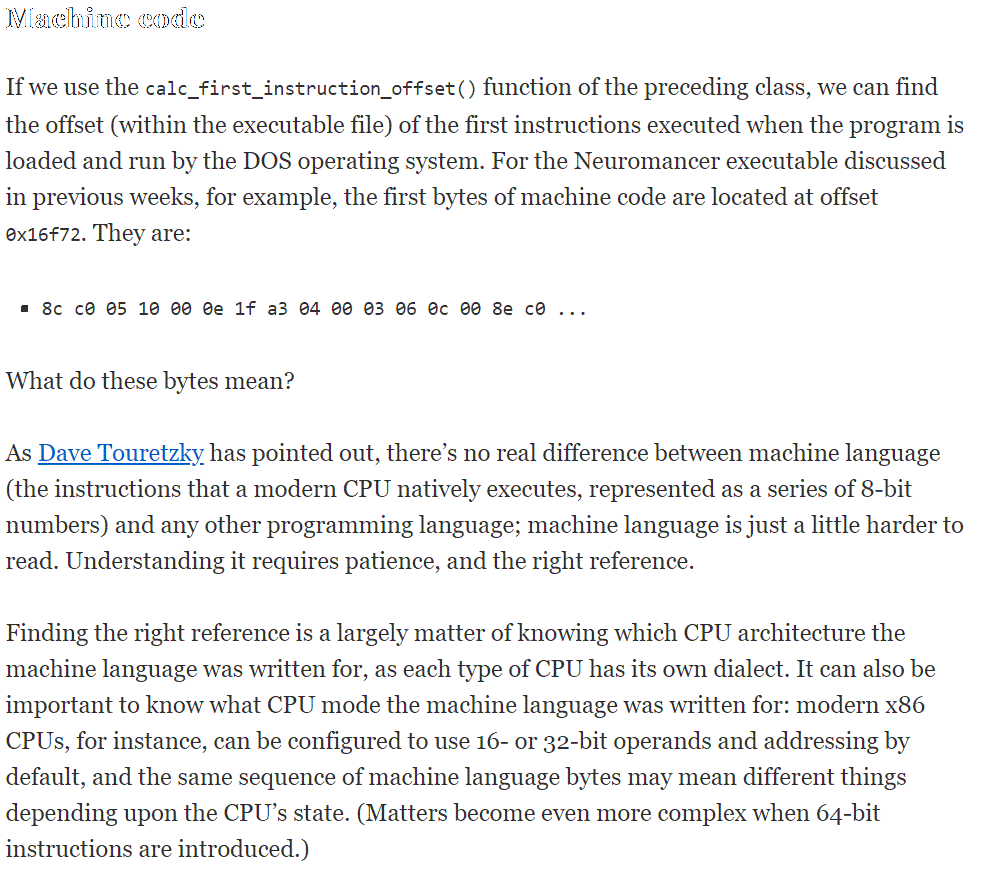 Machine code
If we use the calc_first_instruction_offset() function of the preceding class, we can find
the offset (within the executable file) of the first instructions executed when the program is
loaded and run by the DOS operating system. For the Neuromancer executable discussed
in previous weeks, for example, the first bytes of machine code are located at offset
0x16f72. They are:
▪ 8c c0 05 10 00 0e 1f a3 04 00 03 06 0c 00 8e c0 ...
What do these bytes mean?
As Dave Touretzky has pointed out, there’s no real difference between machine language
(the instructions that a modern CPU natively executes, represented as a series of 8-bit
numbers) and any other programming language; machine language is just a little harder to
read. Understanding it requires patience, and the right reference.
Finding the right reference is a largely matter of knowing which CPU architecture the
machine language was written for, as each type of CPU has its own dialect. It can also be
important to know what CPU mode the machine language was written for: modern x86
CPUs, for instance, can be configured to use 16- or 32-bit operands and addressing by
default, and the same sequence of machine language bytes may mean different things
depending upon the CPU’s state. (Matters become even more complex when 64-bit
instructions are introduced.)